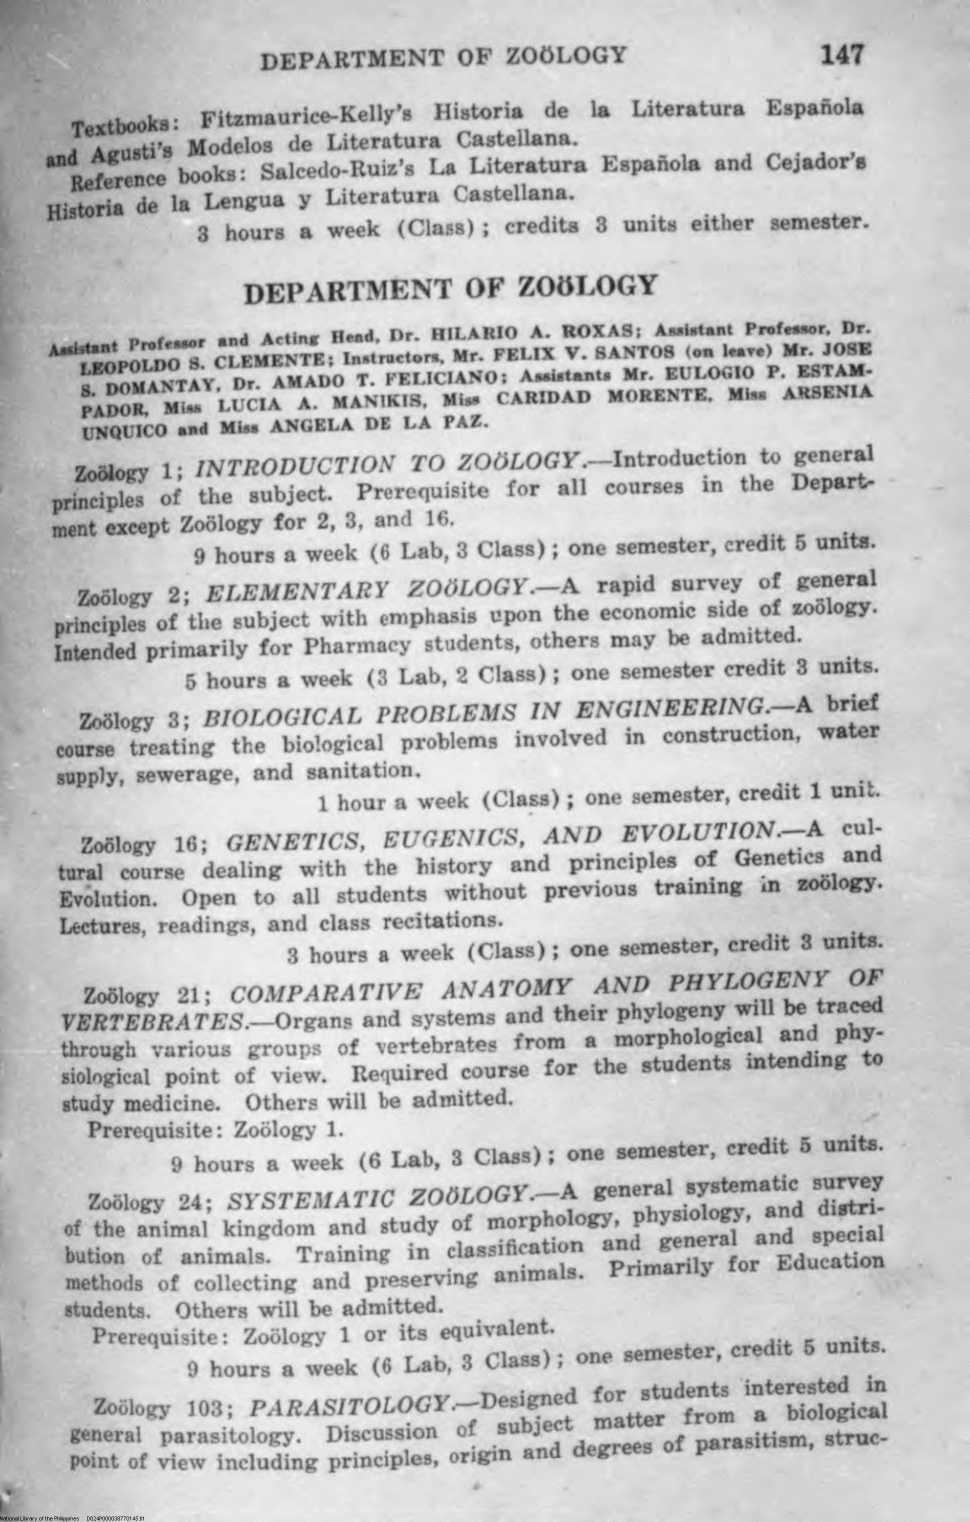 DEPARTMENT OF ZOÖLOGY 147
Textbooks: Fitzmaurice-Kelly's Historia de la Literatura Española
and Agusti's Modelos de Literatura Castellana.
Reference books: Salcedo-Ruiz's La Literatura Española and Cejador's
Historia de la Lengua y Literatura Castellana.
3 hours a week (Class); credits 3 units either semester.
DEPARTMENT OF ZOÖLOGY
Assistant Professor and Acting Head, Dr. HILARIO A. ROXAS; Assistant Professor, Dr.
LEOPOLDO S. CLEMENTE; Instructors, Mr. FELIX V. SANTOS (on leave) Mr. JOSE
S. DOMANTAY, Dr. AMADO T. FELICIANO; Assistants Mr. EULOGIO P. ESTAM-
PADOR, Miss LUCIA A. MANIKIS, Miss CARIDAD MORENTE, Miss ARSENIA
UNQUICO and Miss ANGELA DE LA PAZ.
Zoölogy 1; INTRODUCTION TO ZOÖLOGY.—Introduction to general
principles of the subject. Prerequisite for all courses in the Depart-
ment except Zoölogy for 2, 3, and 16.
9 hours a week (6 Lab, 3 Class); one semester, credit 5 units.
Zoölogy 2; ELEMENTARY ZOÖLOGY.—A rapid survey of general
principles of the subject with emphasis upon the economic side of zoölogy.
Intended primarily for Pharmacy students, others may be admitted.
5 hours a week (3 Lab, 2 Class); one semester credit 3 units.
Zoölogy 3; BIOLOGICAL PROBLEMS IN ENGINEERING.—A brief
course treating the biological problems involved in construction, water
supply, sewerage, and sanitation.
1 hour a week (Class); one semester, credit 1 unit.
Zoölogy 16; GENETICS, EUGENICS, AND EVOLUTION.—A cul-
tural course dealing with the history and principles of Genetics and
Evolution. Open to all students without previous training in zoölogy.
Lectures, readings, and class recitations.
3 hours a week (Class); one semester, credit 3 units.
Zoölogy 21; COMPARATIVE ANATOMY AND PHYLOGENY OF
VERTEBRATES.—Organs and systems and their phylogeny will be traced
through various groups of vertebrates from a morphological and phy-
siological point of view. Required course for the students intending to
study medicine. Others will be admitted.
Prerequisite: Zoölogy 1.
9 hours a week (6 Lab, 3 Class); one semester, credit 5 units.
Zoölogy 24; SYSTEMATIC ZOÖLOGY.—A general systematic survey
of the animal kingdom and study of morphology, physiology, and distri-
bution of animals. Training in classification and general and special
methods of collecting and preserving animals. Primarily for Education
students. Others will be admitted.
Prerequisite: Zoölogy 1 or its equivalent.
9 hours a week (6 Lab, 3 Class); one semester, credit 5 units.
Zoölogy 103; PARASITOLOGY.—Designed for students interested in
general parasitology. Discussion of subject matter from a biological
point of view including principles, origin and degrees of parasitism, struc-
National Library of the Philippines